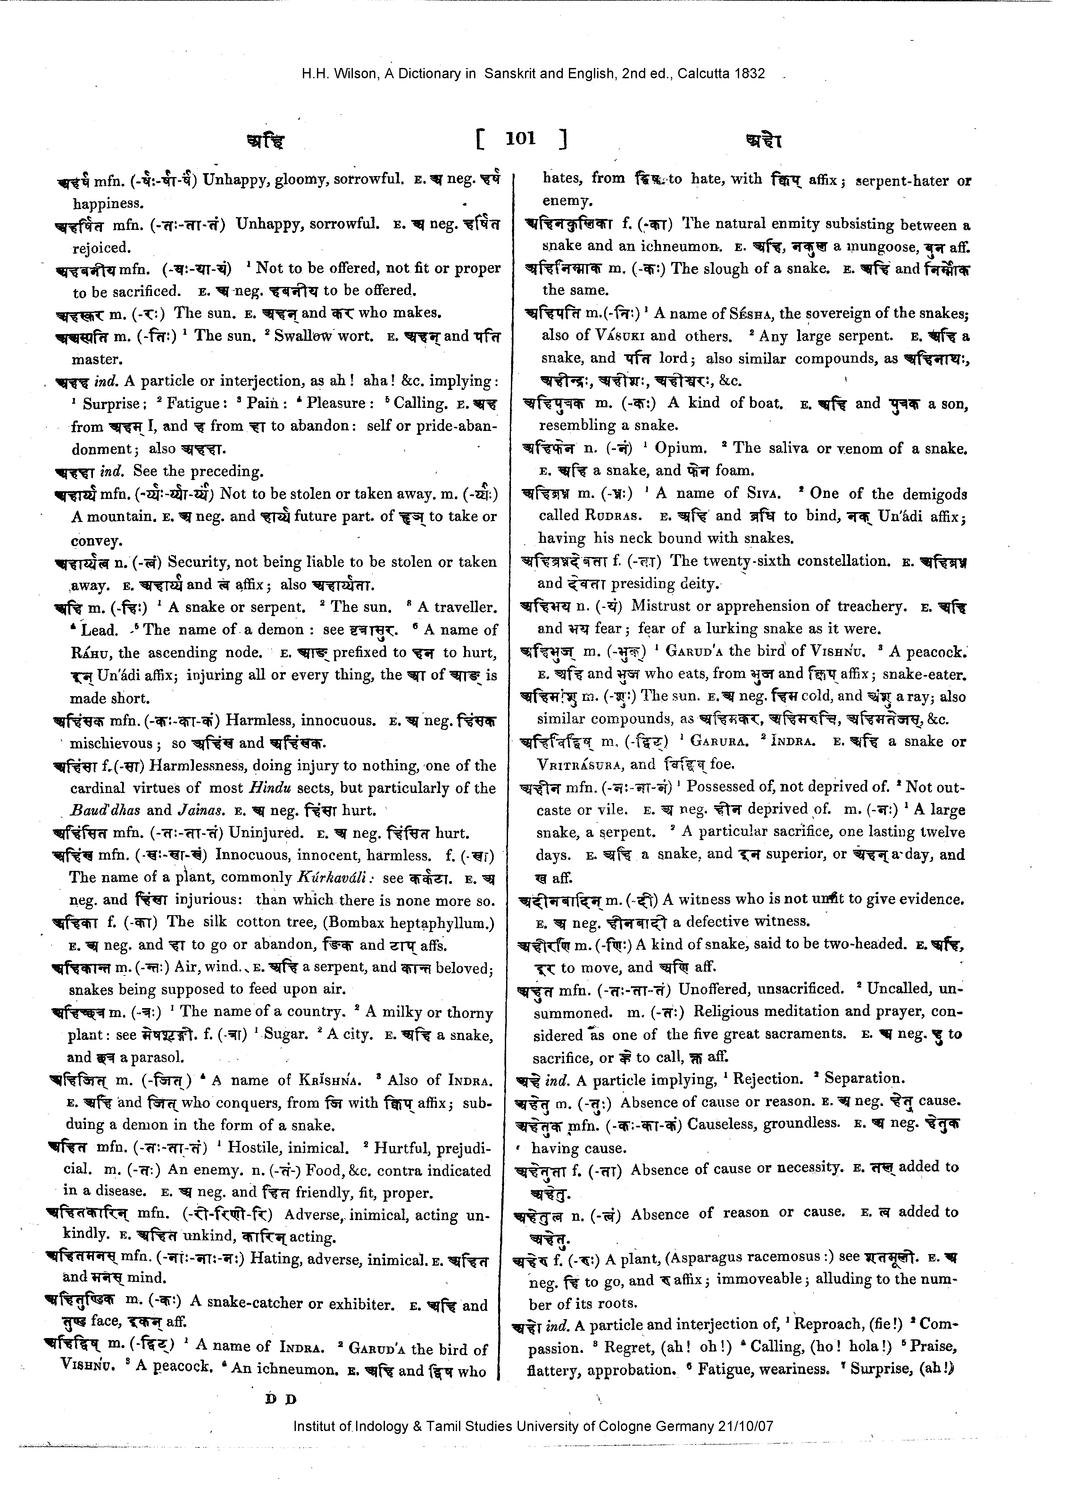 H.H. Wilson, A Dictionary in Sanskrit and English, 2nd ed., Calcutta 1832
अहि [ 101 ] अहो
अहर्ष mfn. (-र्षः-र्षा-र्षं) Unhappy, gloomy, sorrowful. E. अ neg. हर्ष
happiness.
अहर्षित mfn. (-तः-ता-तं) Unhappy, sorrowful. E. अ neg. हर्षित
rejoiced.
अहवनीय mfn. (-यः-या-यं) ¹ Not to be offered, not fit or proper
to be sacrificed. E. अ neg. हवनीय to be offered.
अहस्कर m. (-रः) The sun. E. अहन् and कर who makes.
अहस्पति m. (-तिः) ¹ The sun. ² Swallow wort. E. अहन् and पति
master.
अहह ind. A particle or interjection, as ah! aha! &c. implying:
¹ Surprise; ² Fatigue: ³ Pain: ⁴ Pleasure: ⁵ Calling. E. अह
from अहम् I, and ह from हा to abandon: self or pride-aban-
donment; also अहहा.
अहहा ind. See the preceding.
अहार्य्य mfn. (-र्य्यः-र्य्या-र्य्यं) Not to be stolen or taken away. m. (-र्य्यः)
A mountain. E. अ neg. and हार्य्य future part. of हृञ् to take or
convey.
अहार्य्यत्व n. (-त्वं) Security, not being liable to be stolen or taken
away. E. अहार्य्य and त्व affix; also अहार्य्यता.
अहि m. (-हिः) ¹ A snake or serpent. ² The sun. ³ A traveller.
⁴ Lead. ⁵ The name of a demon: see वृत्रासुर. ⁶ A name of
RÁHU, the ascending node. E. आङ् prefixed to हन to hurt,
इन् Un'ádi affix; injuring all or every thing, the आ of आङ् is
made short.
अहिंसक mfn. (-कः-का-कं) Harmless, innocuous. E. अ neg. हिंसक
mischievous; so अहिंस and अहिंस्रक.
अहिंसा f. (-सा) Harmlessness, doing injury to nothing, one of the
cardinal virtues of most Hindu sects, but particularly of the
Baud'dhas and Jainas. E. अ neg. हिंसा hurt.
अहिंसित mfn. (-तः-ता-तं) Uninjured. E. अ neg. हिंसित hurt.
अहिंस्र mfn. (-स्रः-स्रा-स्रं) Innocuous, innocent, harmless. f. (-स्रा)
The name of a plant, commonly Kúrkaváli: see कर्कटा. E. अ
neg. and हिंस्रा injurious: than which there is none more so.
अहिका f. (-का) The silk cotton tree, (Bombax heptaphyllum.)
E. अ neg. and हा to go or abandon, ङिक and टाप् affs.
अहिकान्त m. (-न्तः) Air, wind. E. अहि a serpent, and कान्त beloved;
snakes being supposed to feed upon air.
अहिच्छत्र m. (-त्रः) ¹ The name of a country. ² A milky or thorny
plant: see मेषशृङ्गी. f. (-त्रा) ¹ Sugar. ² A city. E. अहि a snake,
and छत्र a parasol.
अहिजित् m. (-जित्) ⁴ A name of KRĬSHŃA. ³ Also of INDRA.
E. अहि and जित् who conquers, from जि with क्विप् affix; sub-
duing a demon in the form of a snake.
अहित mfn. (-तः-ता-तं) ¹ Hostile, inimical. ² Hurtful, prejudi-
cial. m. (-तः) An enemy. n. (-तं-) Food, &c. contra indicated
in a disease. E. अ neg. and हित friendly, fit, proper.
अहितकारिन् mfn. (-री-रिणी-रि) Adverse, inimical, acting un-
kindly. E. अहित unkind, कारिन् acting.
अहितमनस् mfn. (-नाः-नाः-नः) Hating, adverse, inimical. E. अहित
and मनस् mind.
अहितुण्डिक m. (-कः) A snake-catcher or exhibiter. E. अहि and
तुण्ड face, इकन् aff.
अहिद्विष् m. (-द्विट्) ¹ A name of INDRA. ² GARUD'A the bird of
VISHŃU. ³ A peacock. ⁴ An ichneumon. E. अहि and द्विष who
hates, from द्विष् to hate, with क्विप् affix; serpent-hater or
enemy.
अहिनकुलिका f. (-का) The natural enmity subsisting between a
snake and an ichneumon. E. अहि, नकुल a mungoose, वुन् aff.
अहिनिर्म्मोक m. (-कः) The slough of a snake. E. अहि and निर्म्मोक
the same.
अहिपति m. (-तिः) ¹ A name of SÉSHA, the sovereign of the snakes;
also of VÁSUKI and others. ² Any large serpent. E. अहि a
snake, and पति lord; also similar compounds, as अहिनाथः,
अहीन्द्रः, अहीशः, अहीश्वरः, &c.
अहिपुत्रक m. (-कः) A kind of boat. E. अहि and पुत्रक a son,
resembling a snake.
अहिफेन n. (-नं) ¹ Opium. ² The saliva or venom of a snake.
E. अहि a snake, and फेन foam.
अहिब्रध्न m. (-ध्नः) ¹ A name of SIVA. ² One of the demigods
called RUDRAS. E. अहि and ब्रधि to bind, नक् Un'ádi affix;
having his neck bound with snakes.
अहिब्रध्नदेवता f. (-ता) The twenty-sixth constellation. E. अहिब्रध्न
and देवता presiding deity.
अहिभय n. (-यं) Mistrust or apprehension of treachery. E. अहि
and भय fear; fear of a lurking snake as it were.
अहिभुज् m. (-भुक्) ¹ GARUD'A the bird of VISHŃU. ² A peacock.
E. अहि and भुज who eats, from भुज and क्विप् affix; snake-eater.
अहिमांशु m. (-शुः) The sun. E. अ neg. हिम cold, and अंशु a ray; also
similar compounds, as अहिमकर, अहिमरुचि, अहिमतेजस्, &c.
अहिविद्विष् m. (-द्विट्) ¹ GARURA. ² INDRA. E. अहि a snake or
VRITRÁSURA, and विद्विष् foe.
अहीन mfn. (-नः-ना-नं) ¹ Possessed of, not deprived of. ² Not out-
caste or vile. E. अ neg. हीन deprived of. m. (-नः) ¹ A large
snake, a serpent. ² A particular sacrifice, one lasting twelve
days. E. अहि a snake, and इन superior, or अहन् a day, and
ख aff.
अहीनवादिन् m. (-दी) A witness who is not unfit to give evidence.
E. अ neg. हीनवादी a defective witness.
अहीरणि m. (-णिः) A kind of snake, said to be two-headed. E. अहि,
ईर to move, and अणि aff.
अहुत mfn. (-तः-ता-तं) Unoffered, unsacrificed. ² Uncalled, un-
summoned. m. (-तः) Religious meditation and prayer, con-
sidered as one of the five great sacraments. E. अ neg. हु to
sacrifice, or ह्वे to call, क्त aff.
अहे ind. A particle implying, ¹ Rejection. ² Separation.
अहेतु m. (-तुः) Absence of cause or reason. E. अ neg. हेतु cause.
अहेतुक mfn. (-कः-का-कं) Causeless, groundless. E. अ neg. हेतुक
having cause.
अहेतुता f. (-ता) Absence of cause or necessity. E. तल् added to
अहेतु.
अहेतुत्व n. (-त्वं) Absence of reason or cause. E. त्व added to
अहेतु.
अहेरु f. (-रुः) A plant, (Asparagus racemosus:) see शतमूली. E. अ
neg. हि to go, and रु affix; immoveable; alluding to the num-
ber of its roots.
अहो ind. A particle and interjection of, ¹ Reproach, (fie!) ² Com-
passion. ³ Regret, (ah! oh!) ⁴ Calling, (ho! hola!) ⁵ Praise,
flattery, approbation. ⁶ Fatigue, weariness. ⁷ Surprise, (ah!)
D D
Institut of Indology & Tamil Studies University of Cologne Germany 21/10/07